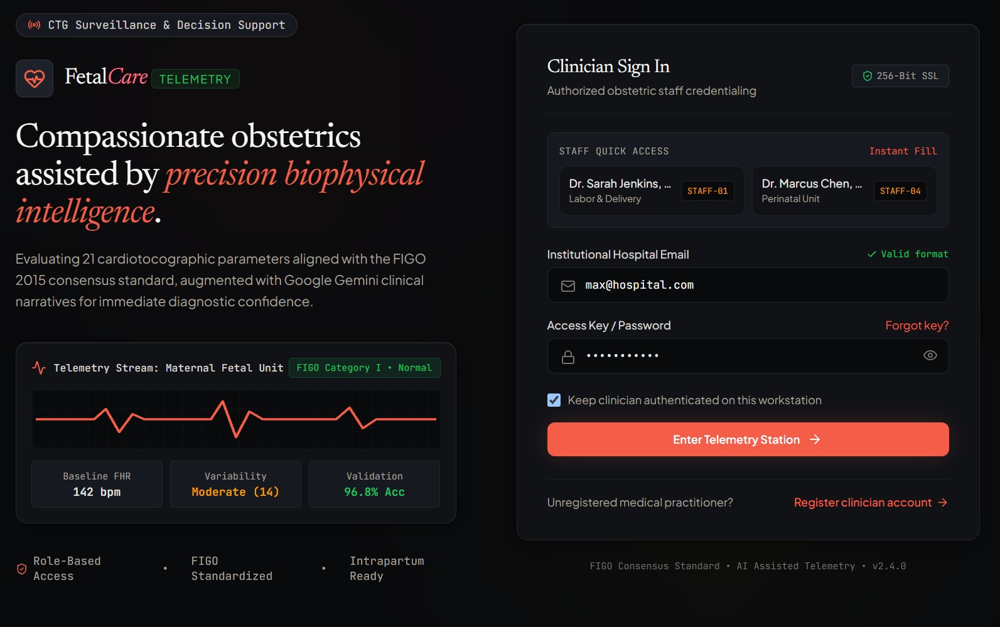 CTG Surveillance & Decision Support
FetalCare TELEMETRY
Compassionate obstetrics
assisted by precision biophysical
intelligence.
Evaluating 21 cardiotocographic parameters aligned with the FIGO
2015 consensus standard, augmented with Google Gemini clinical
narratives for immediate diagnostic confidence.
Telemetry Stream: Maternal Fetal Unit FIGO Category I • Normal
Baseline FHR
142 bpm
Variability
Moderate (14)
Validation
96.8% Acc
Role-Based
Access
•
FIGO
Standardized
•
Intrapartum
Ready
Clinician Sign In
Authorized obstetric staff credentialing
256-Bit SSL
STAFF QUICK ACCESS
Instant Fill
Dr. Sarah Jenkins, …
Labor & Delivery
STAFF-01
Dr. Marcus Chen, …
Perinatal Unit
STAFF-04
Institutional Hospital Email
Valid format
max@hospital.com
Access Key / Password
Forgot key?
•••••••••••
Keep clinician authenticated on this workstation
Enter Telemetry Station →
Unregistered medical practitioner?
Register clinician account →
FIGO Consensus Standard • AI Assisted Telemetry • v2.4.0